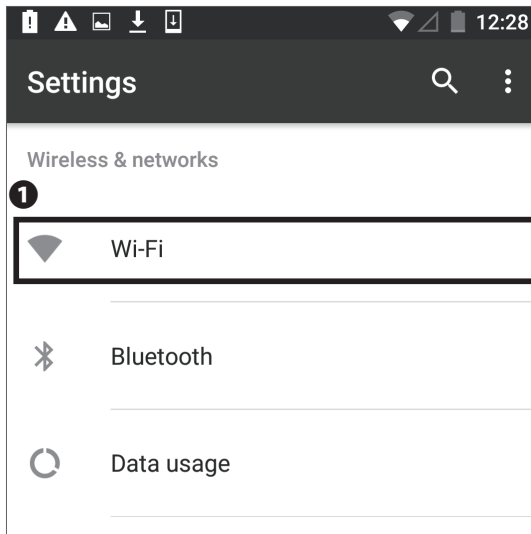 12:28
Settings
Wireless & networks
1
Wi-Fi
Bluetooth
Data usage